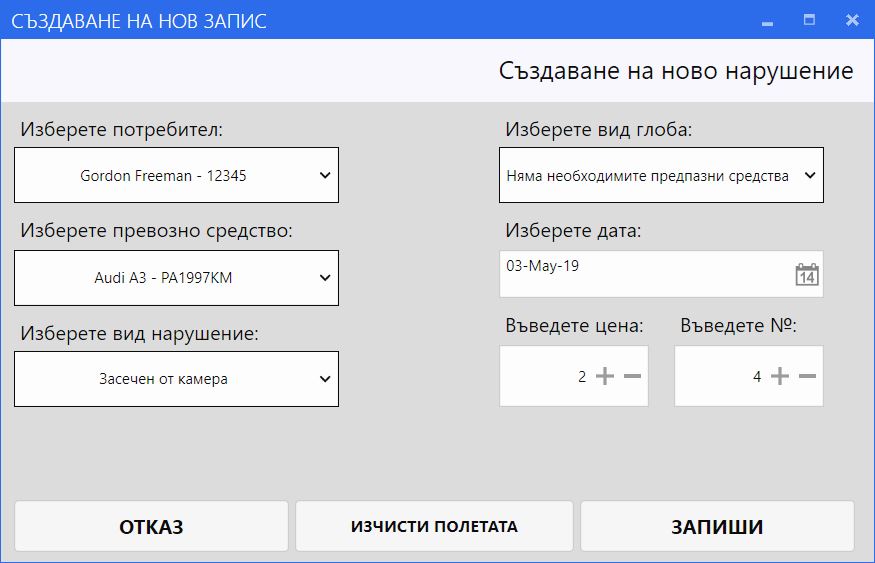 СЪЗДАВАНЕ НА НОВ ЗАПИС
Създаване на ново нарушение
Изберете потребител:
Gordon Freeman - 12345
Изберете превозно средство:
Audi A3 - PA1997KM
Изберете вид нарушение:
Засечен от камера
Изберете вид глоба:
Няма необходимите предпазни средства
Изберете дата:
03-May-19
14
Въведете цена:
2
Въведете №:
4
ОТКАЗ
ИЗЧИСТИ ПОЛЕТАТА
ЗАПИШИ